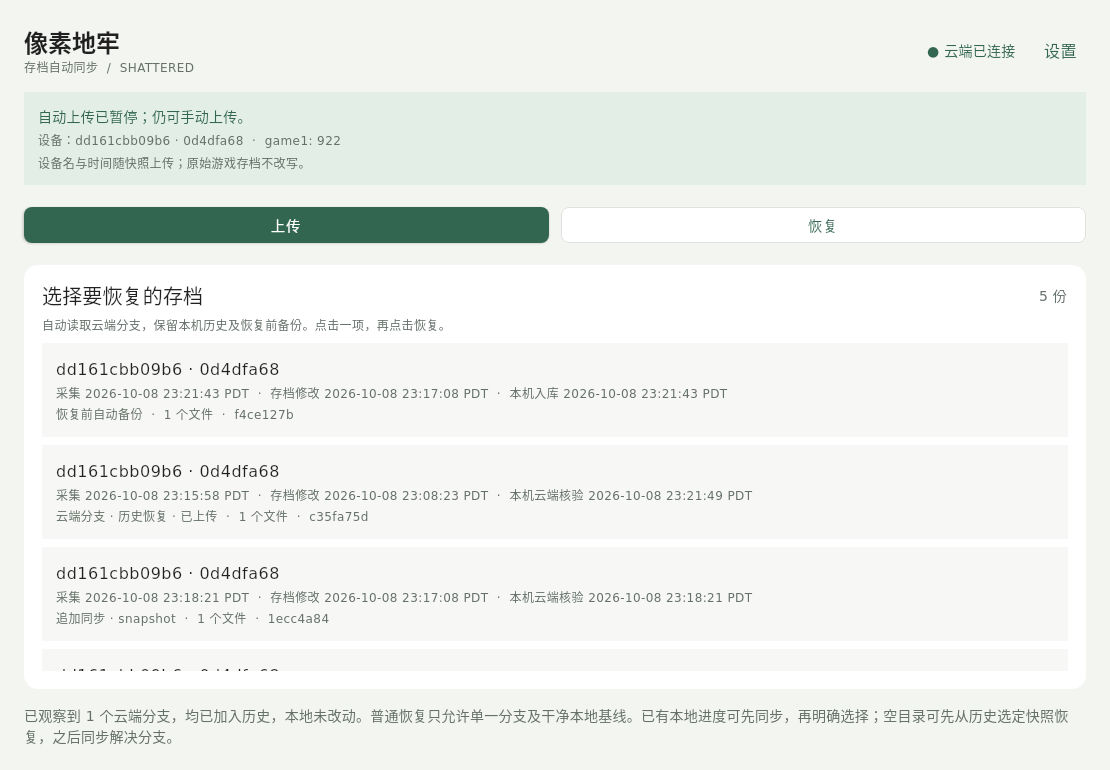 像素地牢
存档自动同步 / SHATTERED
● 云端已连接
设置
自动上传已暂停；仍可手动上传。
设备：dd161cbb09b6 · 0d4dfa68 · game1: 922
设备名与时间随快照上传；原始游戏存档不改写。
上传
恢复
选择要恢复的存档
5 份
自动读取云端分支，保留本机历史及恢复前备份。点击一项，再点击恢复。
dd161cbb09b6 · 0d4dfa68
采集 2026-10-08 23:21:43 PDT · 存档修改 2026-10-08 23:17:08 PDT · 本机入库 2026-10-08 23:21:43 PDT
恢复前自动备份 · 1 个文件 · f4ce127b
dd161cbb09b6 · 0d4dfa68
采集 2026-10-08 23:15:58 PDT · 存档修改 2026-10-08 23:08:23 PDT · 本机云端核验 2026-10-08 23:21:49 PDT
云端分支 · 历史恢复 · 已上传 · 1 个文件 · c35fa75d
dd161cbb09b6 · 0d4dfa68
采集 2026-10-08 23:18:21 PDT · 存档修改 2026-10-08 23:17:08 PDT · 本机云端核验 2026-10-08 23:18:21 PDT
追加同步 · snapshot · 1 个文件 · 1ecc4a84
已观察到 1 个云端分支，均已加入历史，本地未改动。普通恢复只允许单一分支及干净本地基线。已有本地进度可先同步，再明确选择；空目录可先从历史选定快照恢
复，之后同步解决分支。